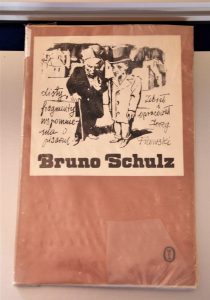 listy,
fragmenty
wspomnie-
nia o
pisarzu
Zebrał i
opracował
Jerzy
Ficowski
Bruno Schulz